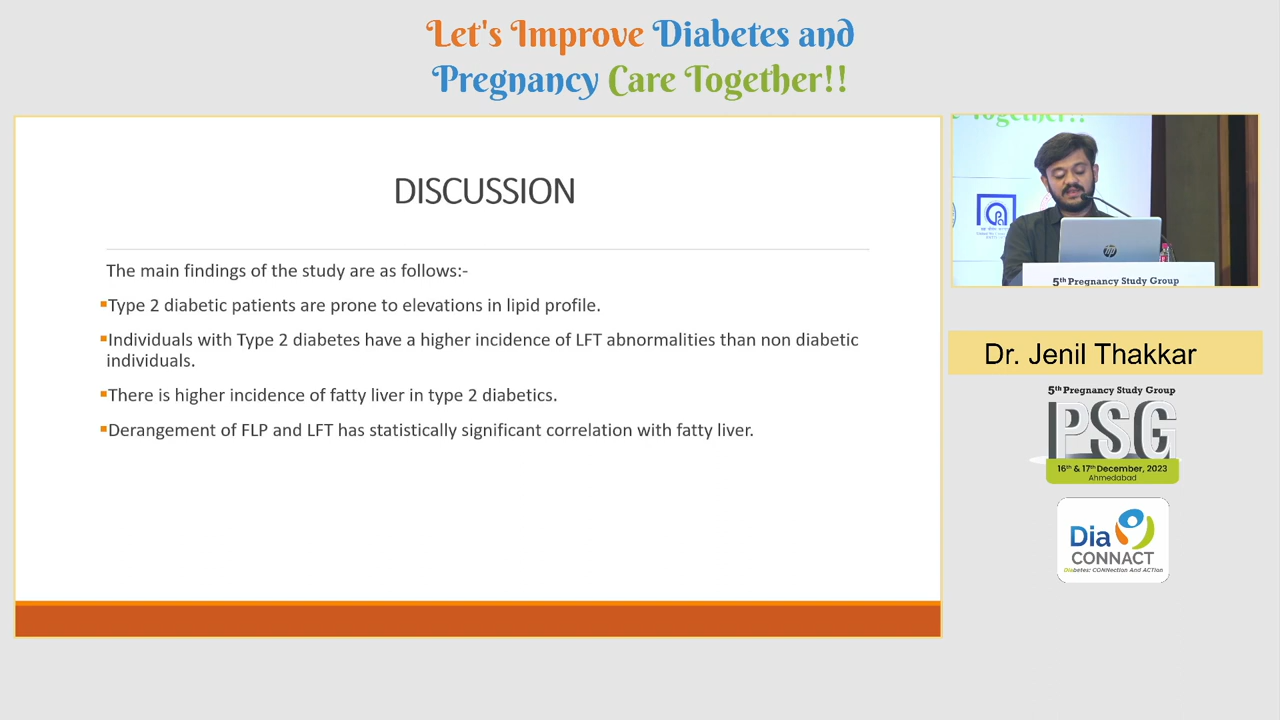 Let's Improve Diabetes and
Pregnancy Care Together!!
DISCUSSION
The main findings of the study are as follows:-
Type 2 diabetic patients are prone to elevations in lipid profile.
Individuals with Type 2 diabetes have a higher incidence of LFT abnormalities than non diabetic
individuals.
There is higher incidence of fatty liver in type 2 diabetics.
Derangement of FLP and LFT has statistically significant correlation with fatty liver.
e Together!!
hp
5th Pregnancy Study Group
Dr. Jenil Thakkar
5th Pregnancy Study Group
PSG
16th & 17th December, 2023
Ahmedabad
Dia
CONNACT
Diabetes: CONNection And ACTion